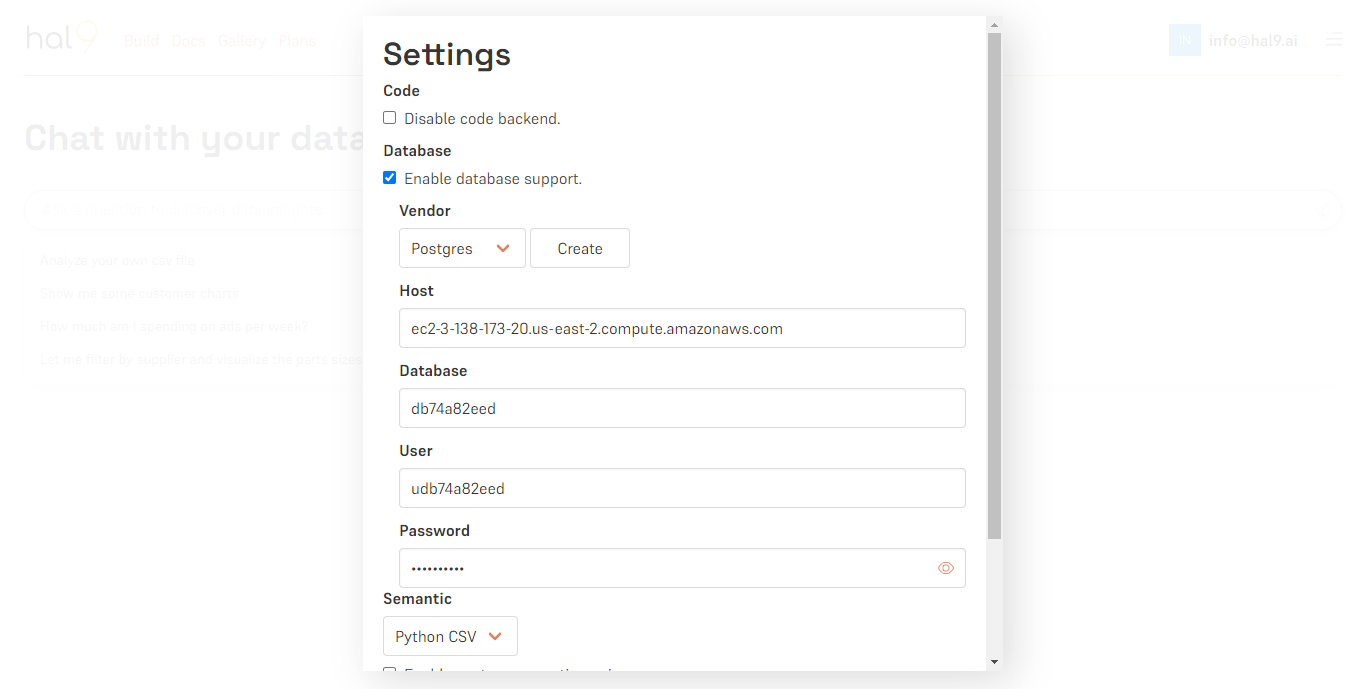 hal9 Build Docs Gallery Plans
IN info@hal9.ai
Chat with your data
Analyze your own csv file
Show me some customer charts
How much am I spending on ads per week?
Let me filter by supplier and visualize the parts sizes
Settings
Code
Disable code backend.
Database
Enable database support.
Vendor
Postgres Create
Host
ec2-3-138-173-20.us-east-2.compute.amazonaws.com
Database
db74a82eed
User
udb74a82eed
Password
••••••••••
Semantic
Python CSV